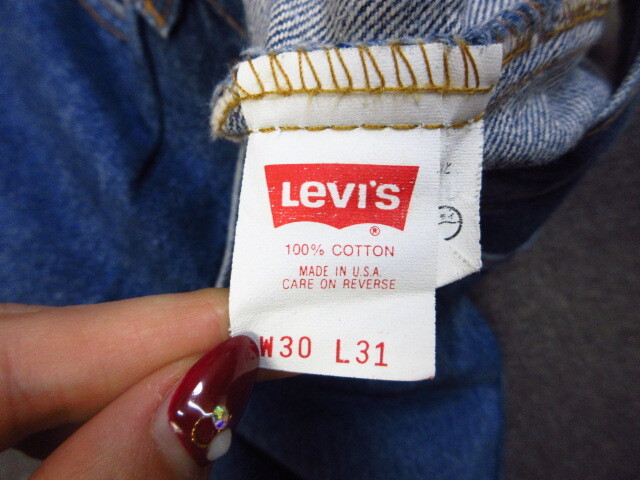 LEVI'S
®
100% COTTON
MADE IN U.S.A.
CARE ON REVERSE
W30 L31